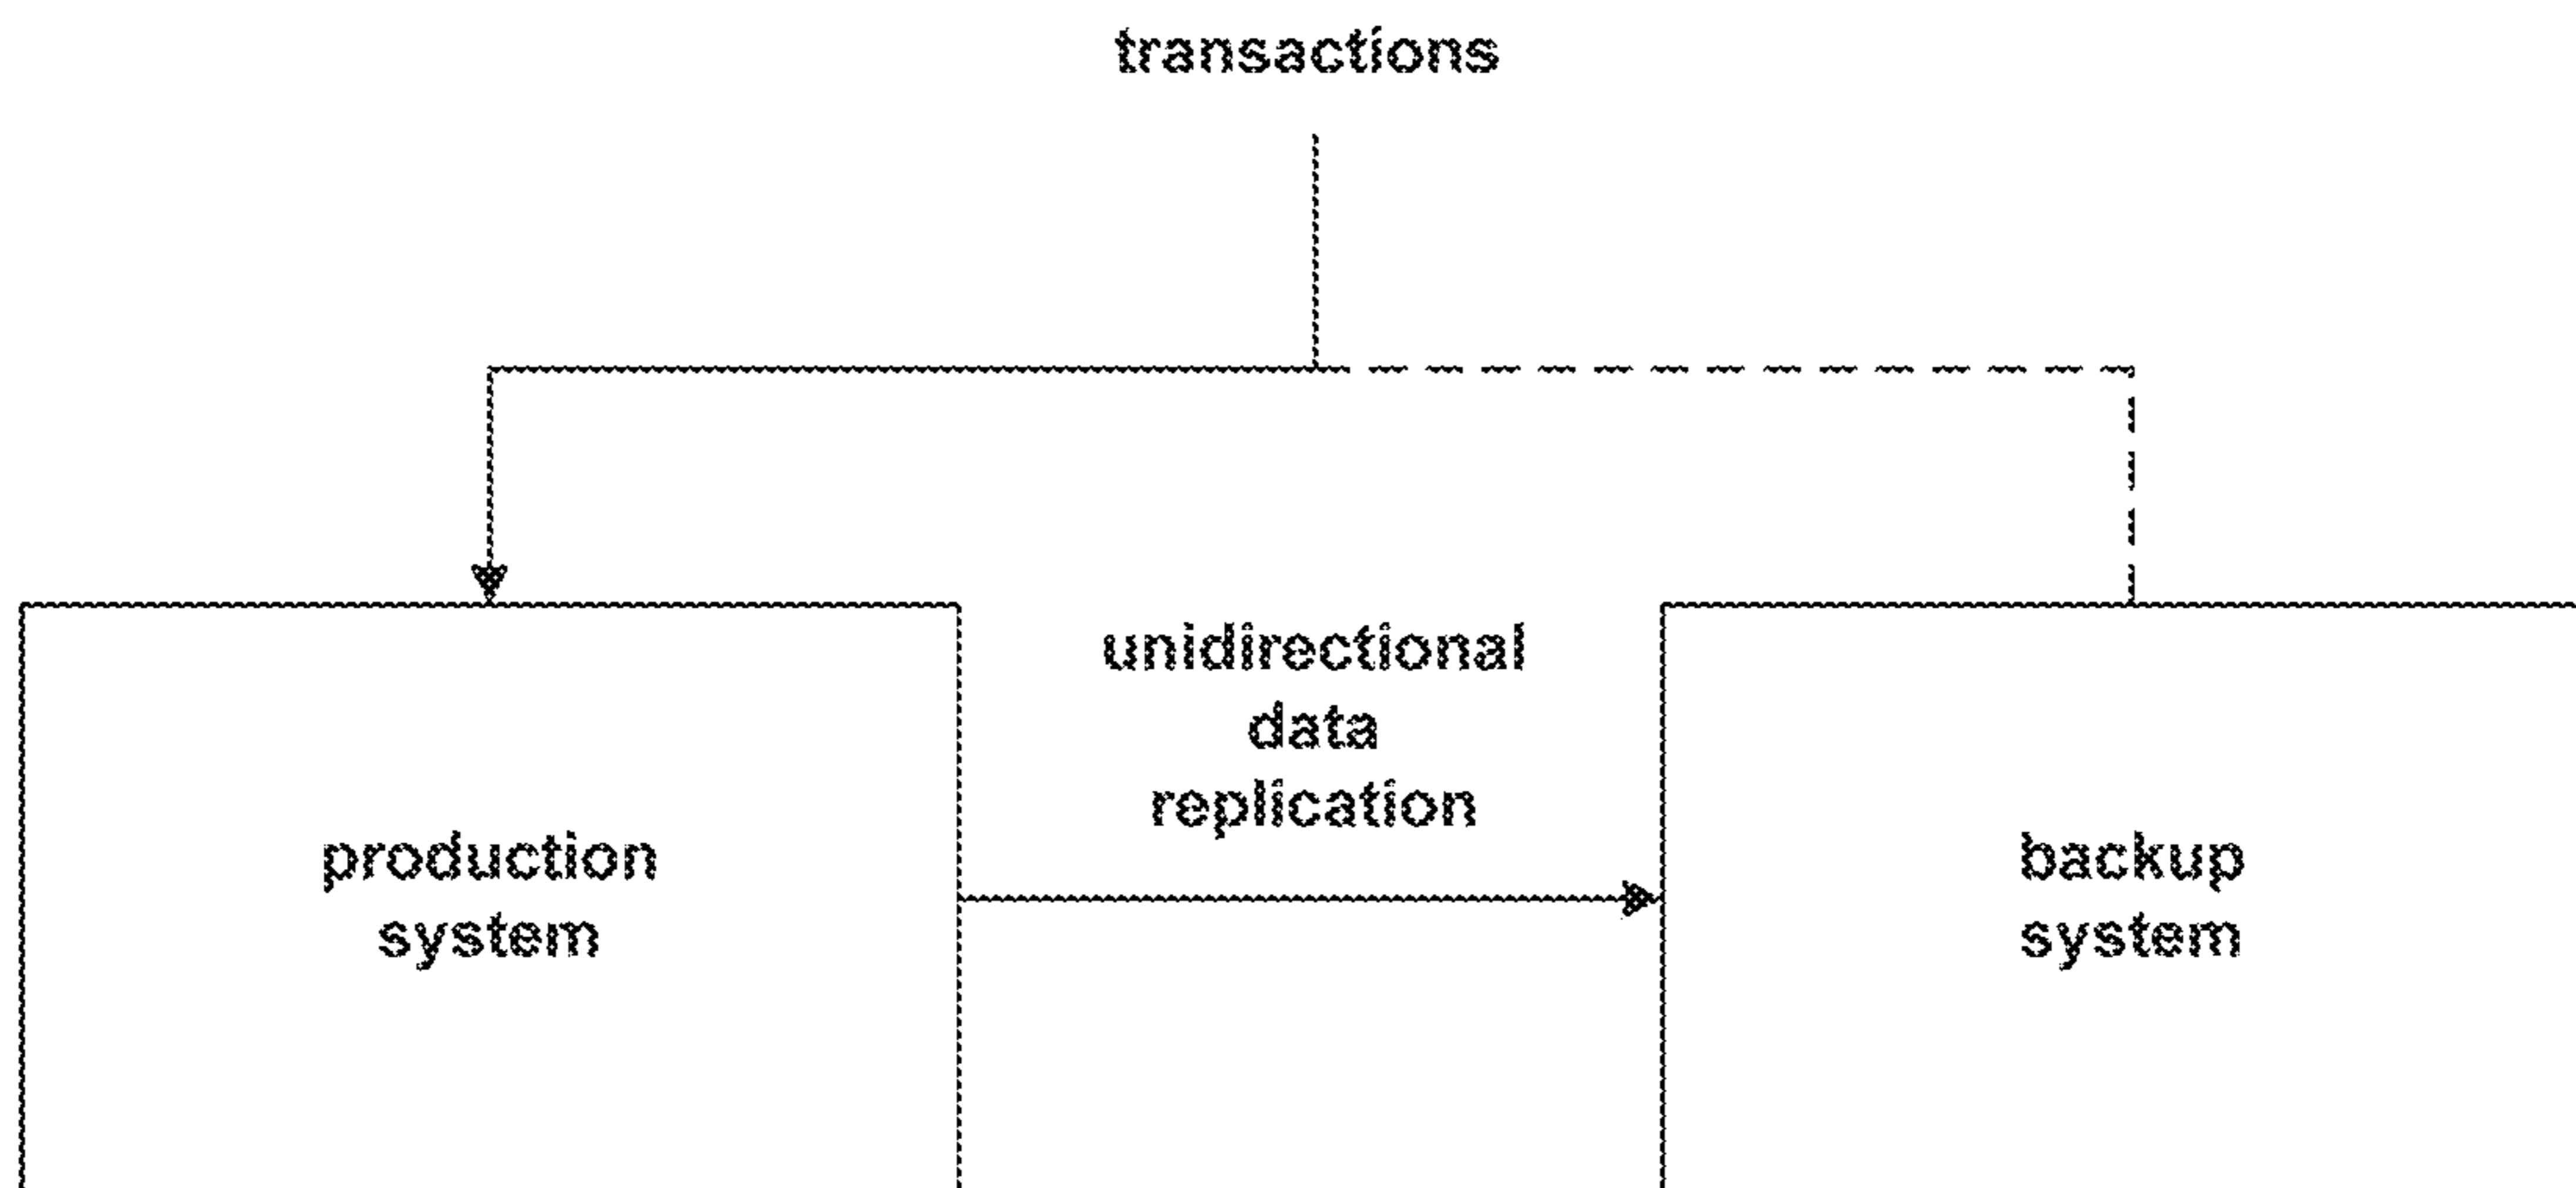 transactions
unidirectional
data
replication
production
system
backup
system